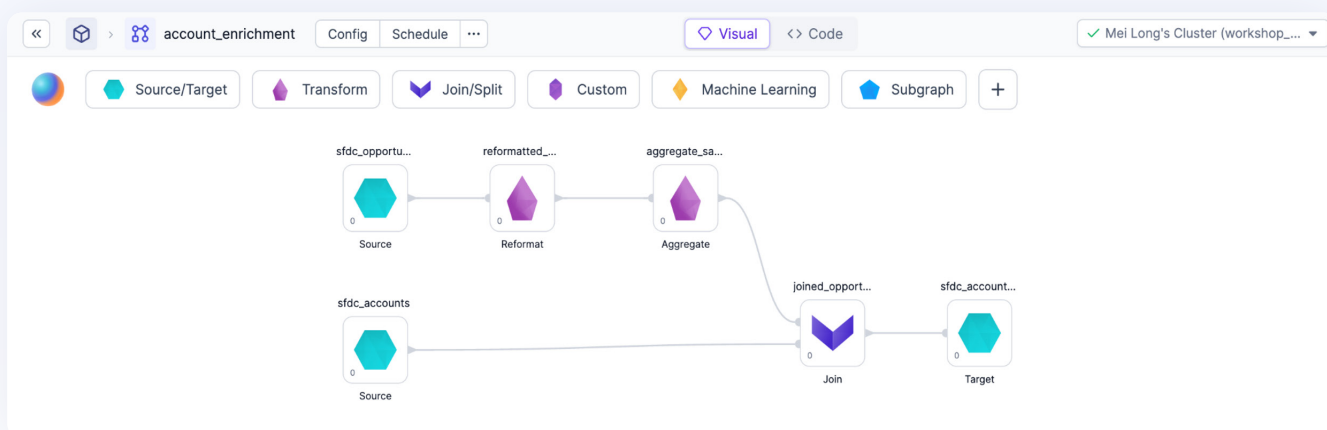 account_enrichment Config Schedule ... Visual <> Code Mei Long's Cluster (workshop_...
Source/Target Transform Join/Split Custom Machine Learning Subgraph +
sfdc_opportu... reformatted_... aggregate_sa...
0 0 0
Source Reformat Aggregate
joined_opport... sfdc_account...
sfdc_accounts
0 0
Join Target
0
Source